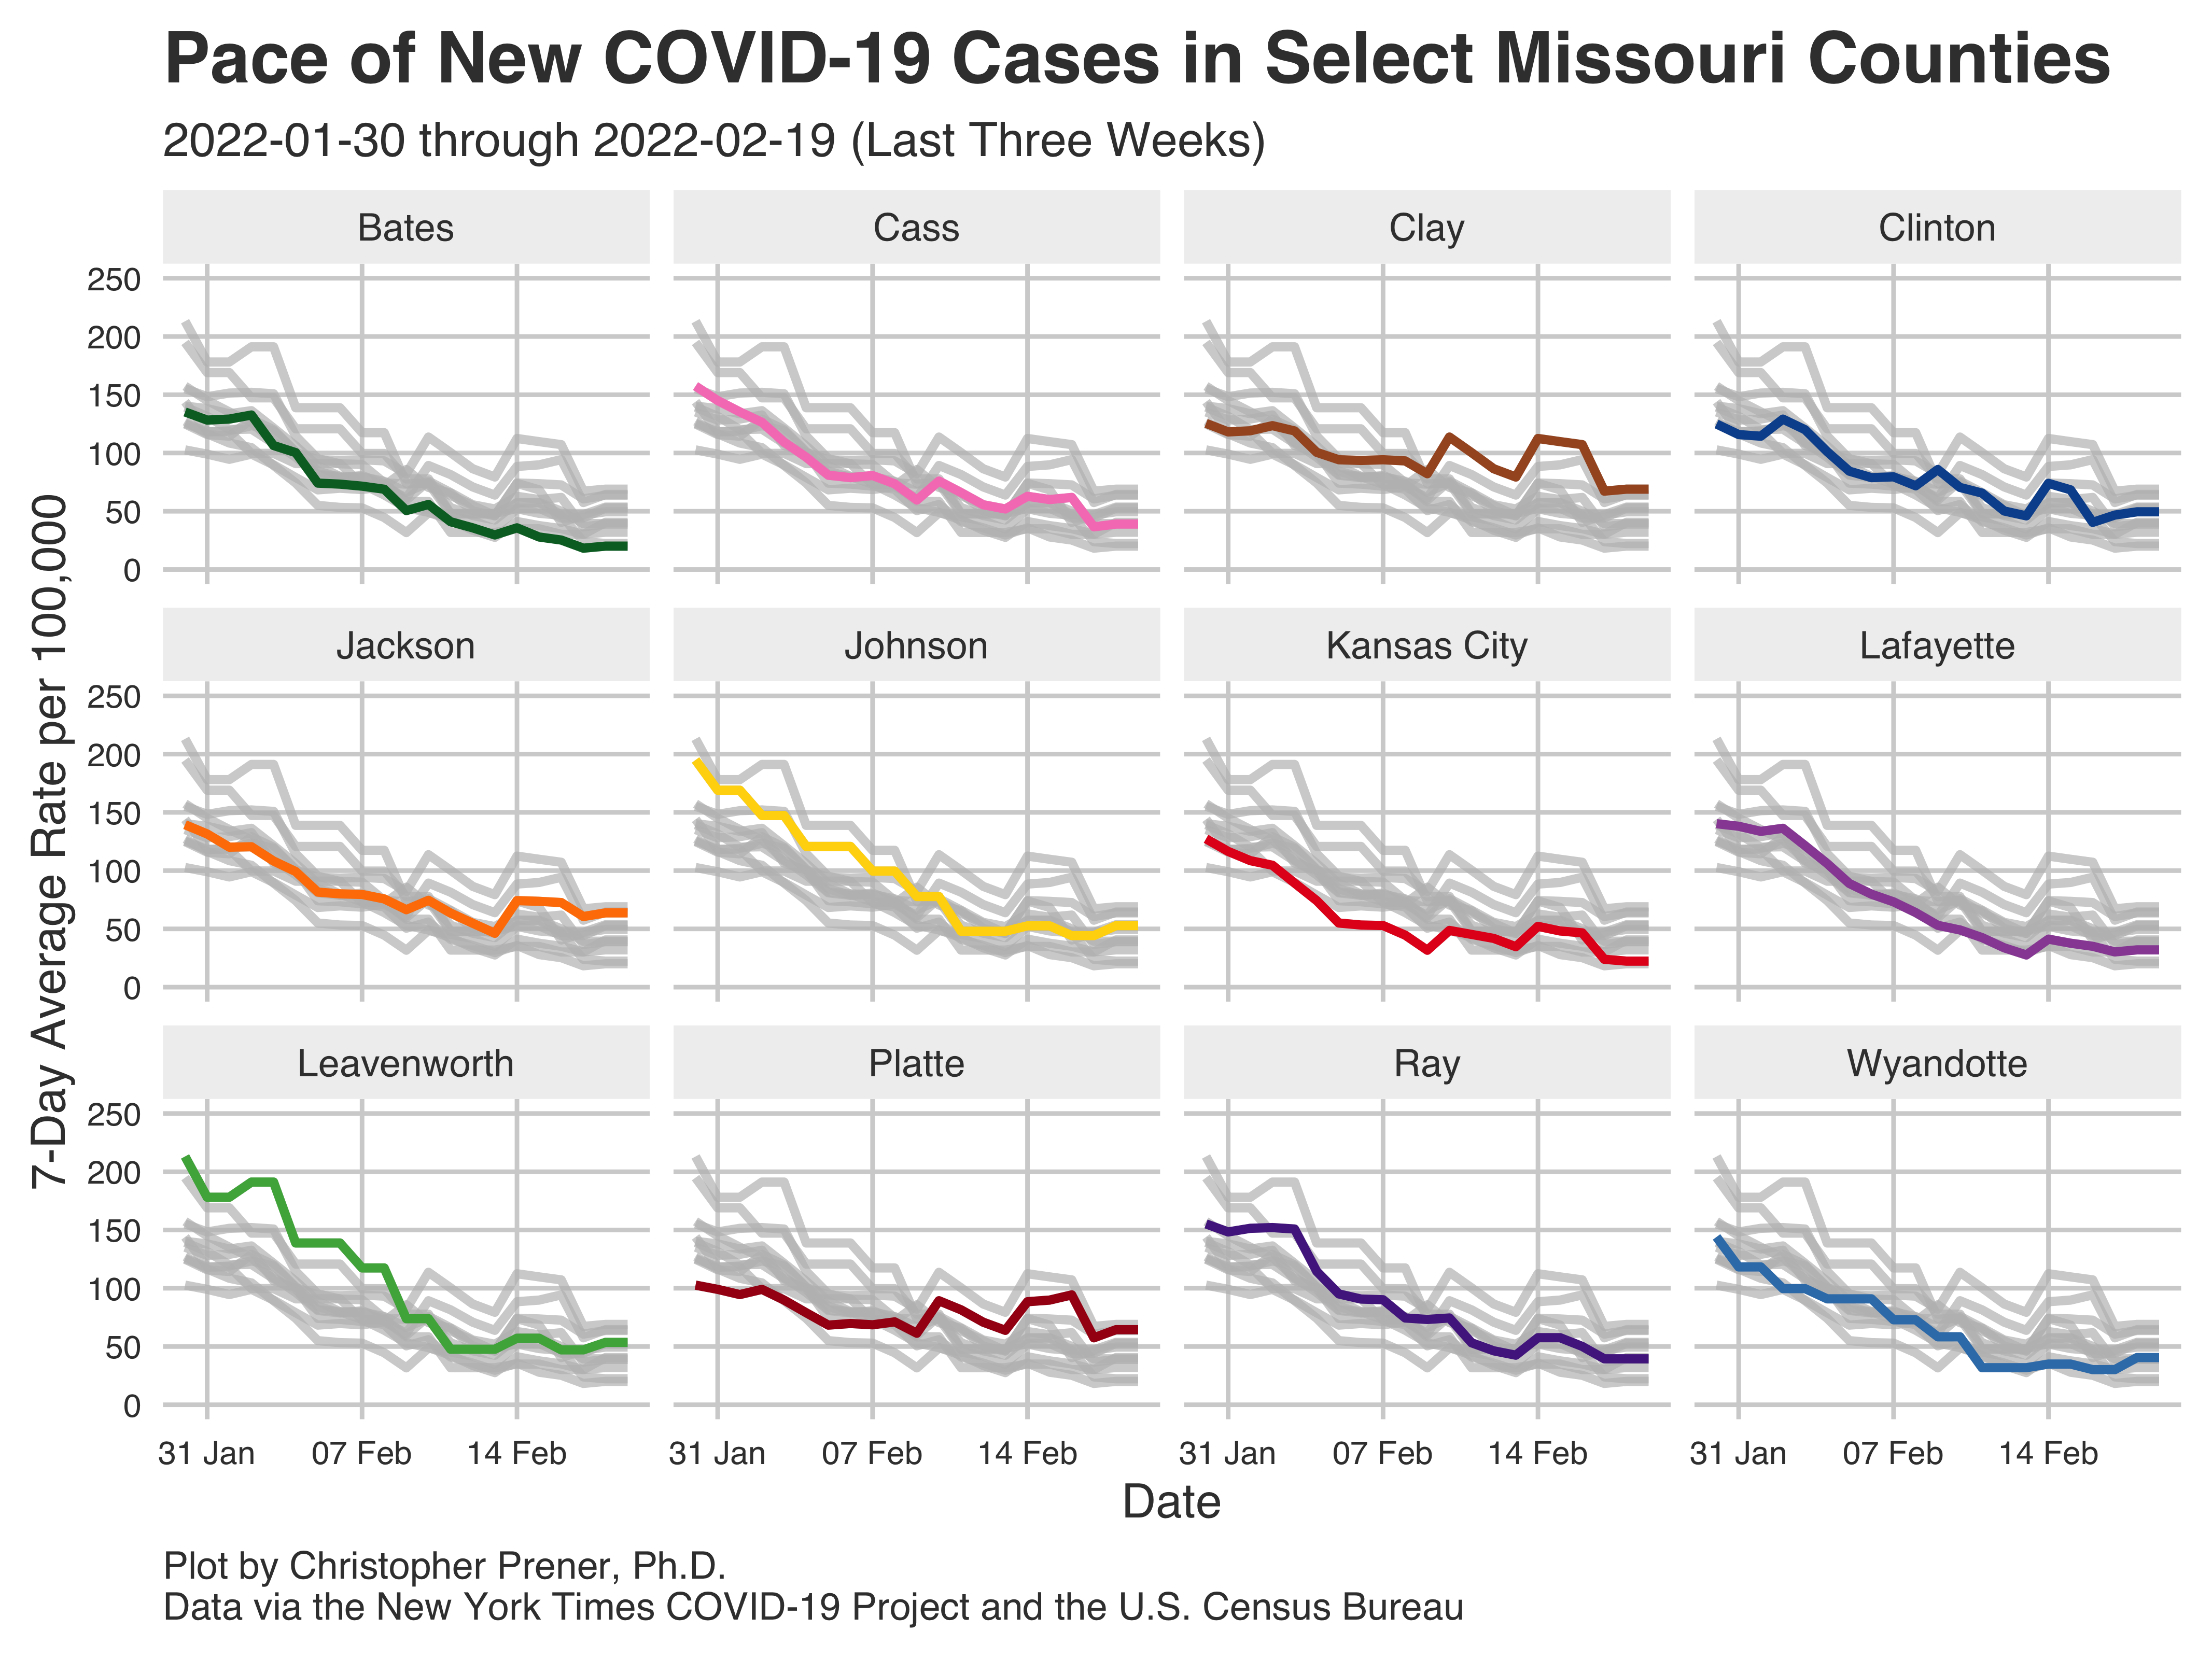 Pace of New COVID-19 Cases in Select Missouri Counties
2022-01-30 through 2022-02-19 (Last Three Weeks)
Bates
Cass
Clay
Clinton
250
200
150
100
50
0
Jackson
Johnson
Kansas City
Lafayette
250
200
150
100
50
0
7-Day Average Rate per 100,000
Leavenworth
Platte
Ray
Wyandotte
250
200
150
100
50
0
31 Jan 07 Feb 14 Feb
31 Jan 07 Feb 14 Feb
31 Jan 07 Feb 14 Feb
31 Jan 07 Feb 14 Feb
Date
Plot by Christopher Prener, Ph.D.
Data via the New York Times COVID-19 Project and the U.S. Census Bureau